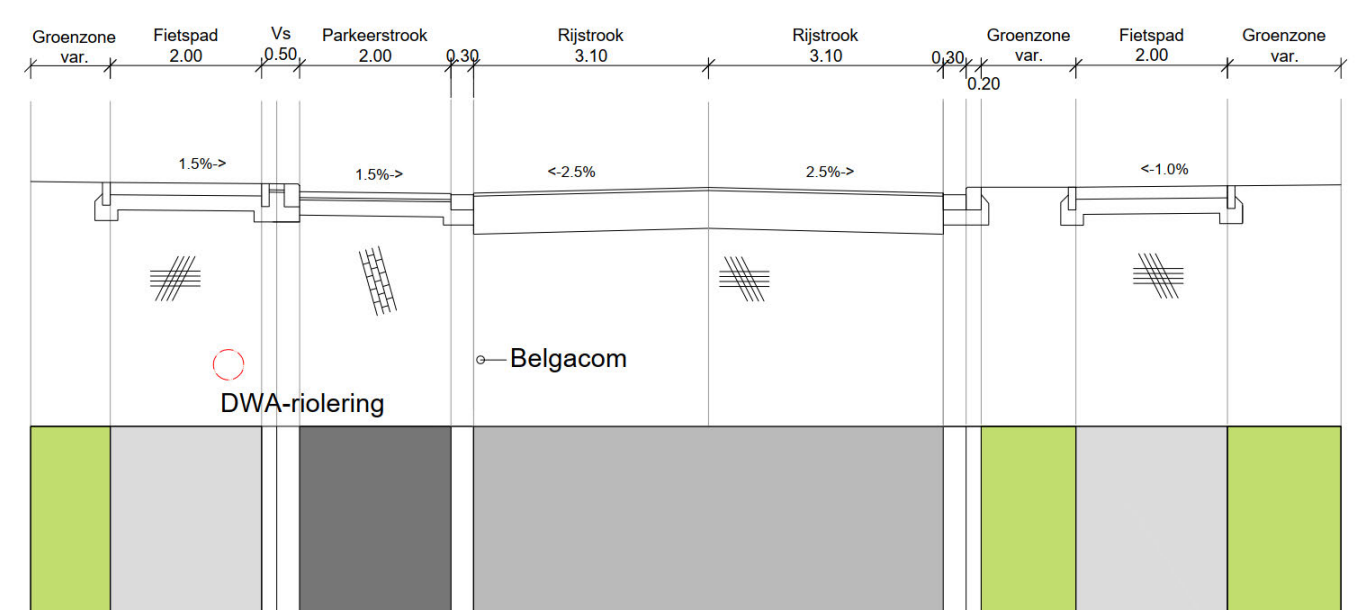 Groenzone
var.
Fietspad
2.00
Vs
0.50
Parkeerstrook
2.00
0.30
Rijstrook
3.10
Rijstrook
3.10
0.30
0.20
Groenzone
var.
Fietspad
2.00
Groenzone
var.
1.5%->
1.5%->
<-2.5%
2.5%->
<-1.0%
Belgacom
DWA-riolering